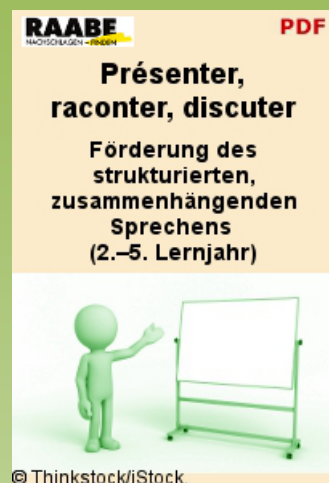 RAABE
NACHSCHLAGEN – FINDEN
PDF
Présenter,
raconter, discuter
Förderung des
strukturierten,
zusammenhängenden
Sprechens
(2.–5. Lernjahr)
© Thinkstock/iStock